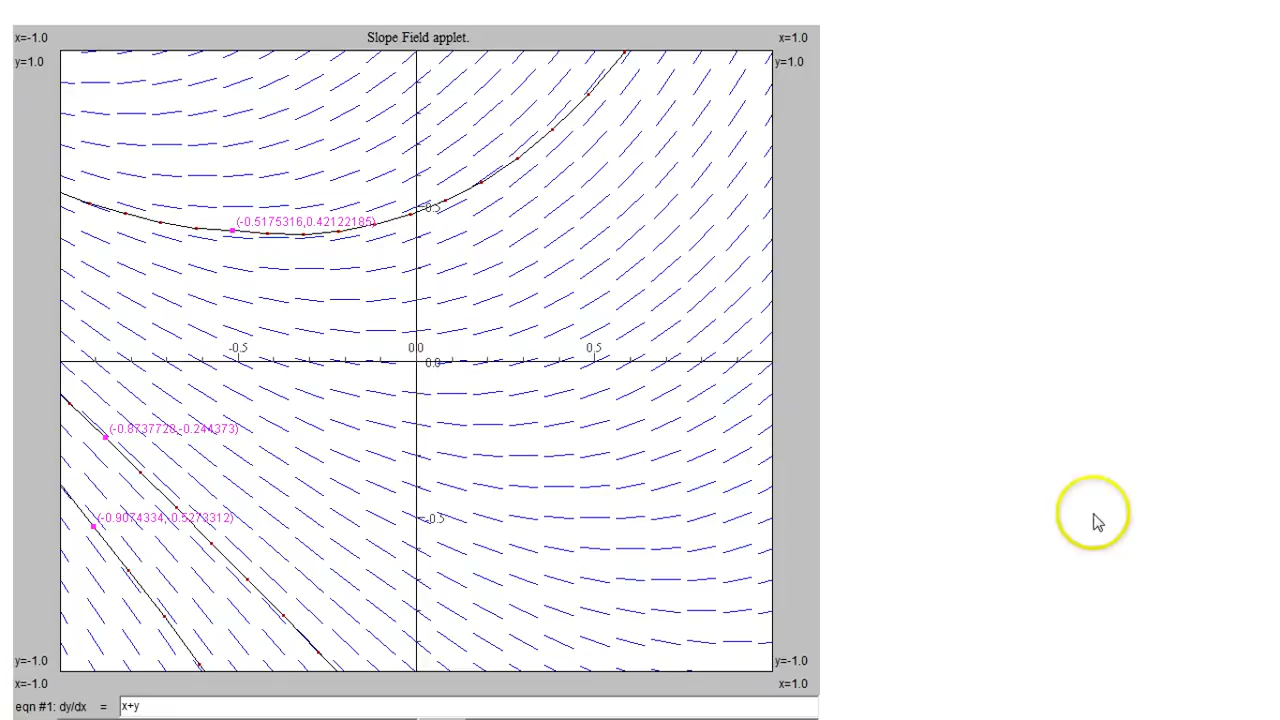 x=-1.0 Slope Field applet. x=1.0
y=1.0 y=1.0
0.5
(-0.5175316,0.42122185)
-0.5 0.0 0.5
0.0
(-0.8737728,-0.244373)
-0.5
(-0.9074334,-0.5273312)
y=-1.0 y=-1.0
x=-1.0 x=1.0
eqn #1: dy/dx = x+y